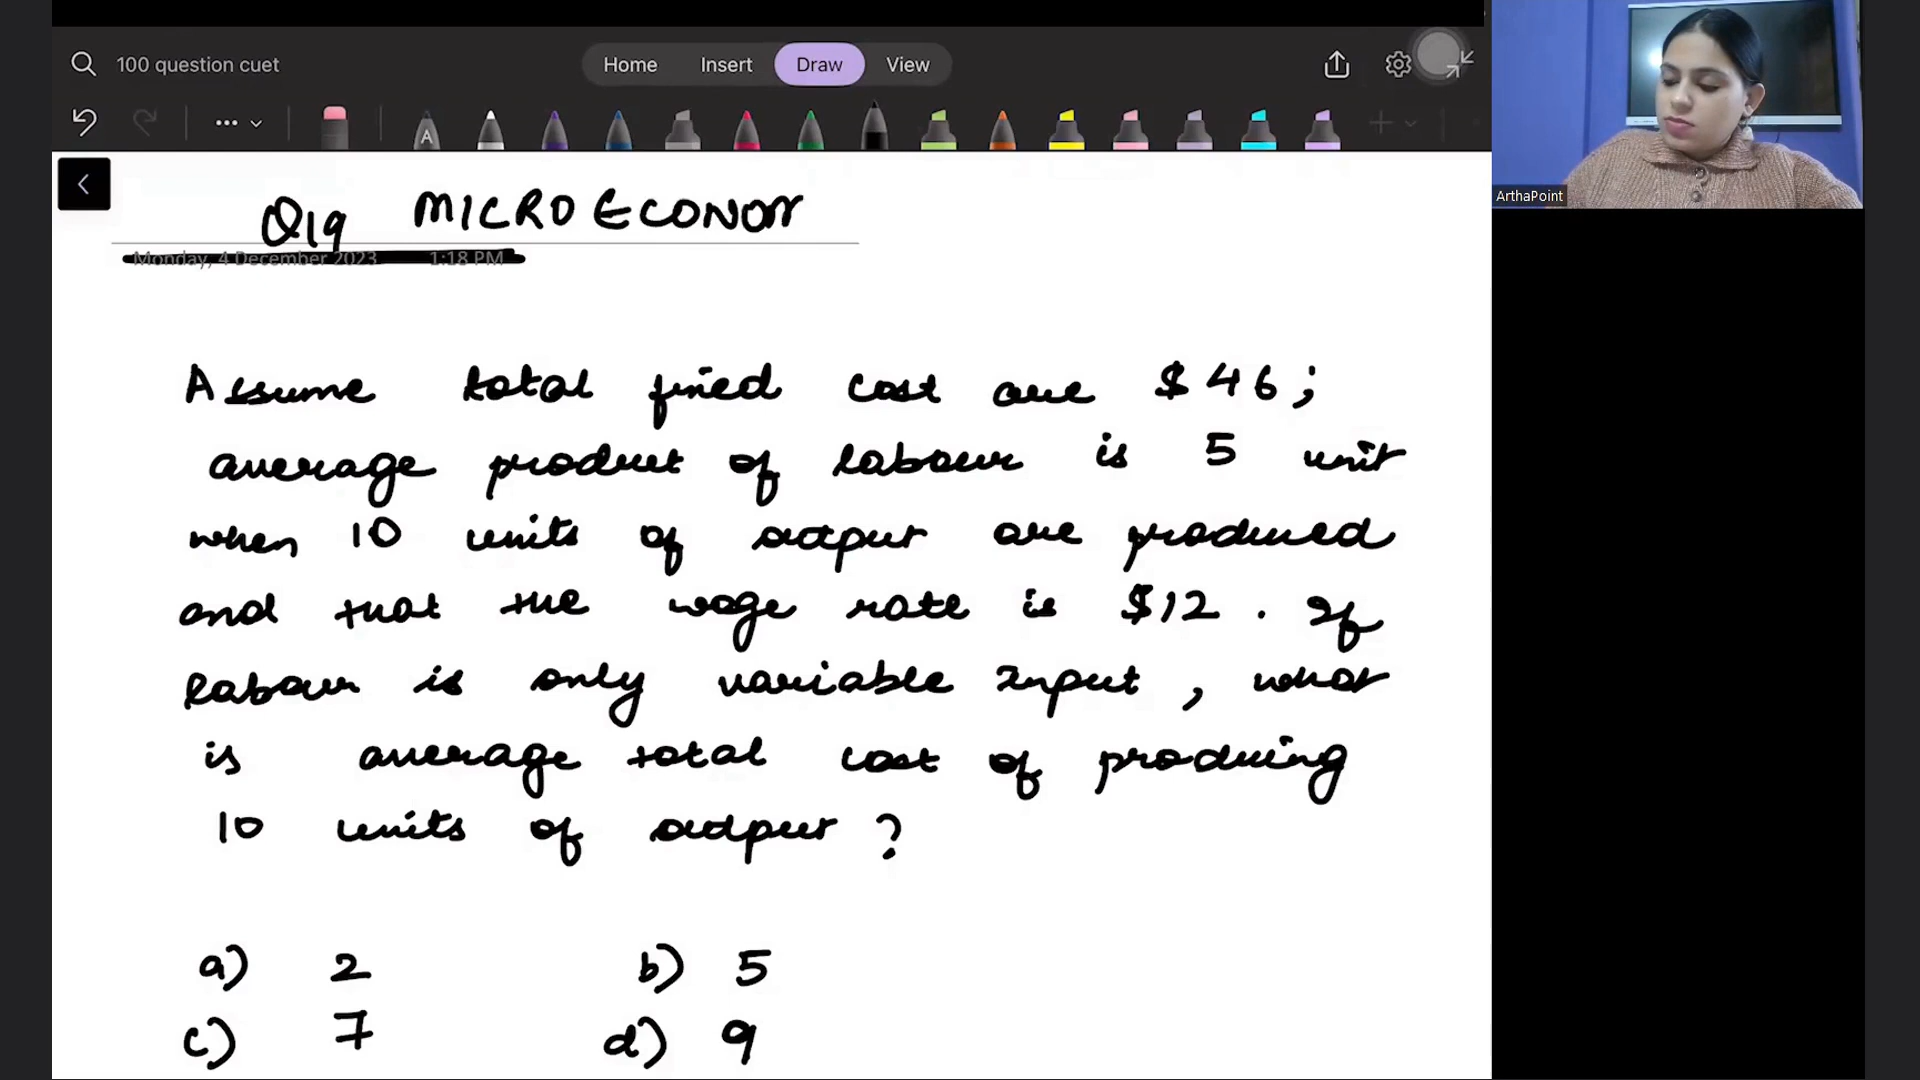 100 question cuet
Home Insert Draw View
A
ArthaPoint
Q19 MICROECONOM
Monday, 4 December 2023 1:18 PM
Assume total fixed cost are $46;
average product of labour is 5 unit
when 10 units of output are produced
and that the wage rate is $12. If
labour is only variable Input, what
is average total cost of producing
10 units of output?
a) 2 b) 5
c) 7 d) 9